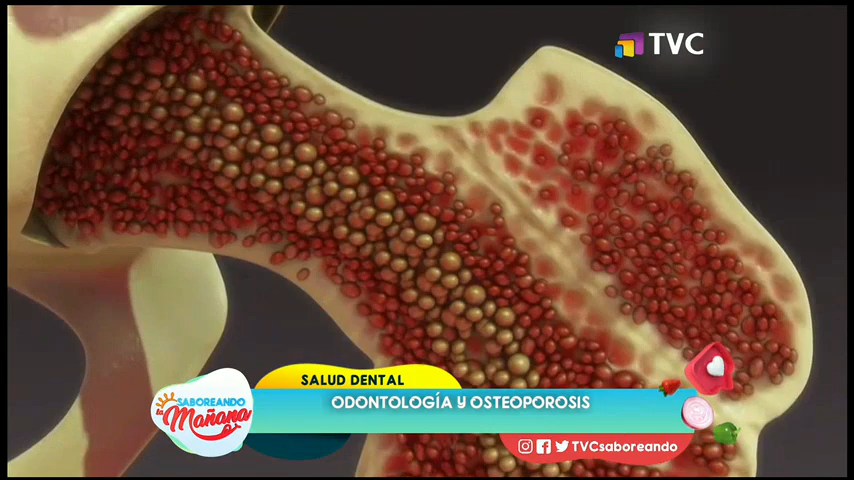 TVC
SALUD DENTAL
ODONTOLOGÍA y OSTEOPOROSIS
SABOREANDO
Mañana
TVCsaboreando